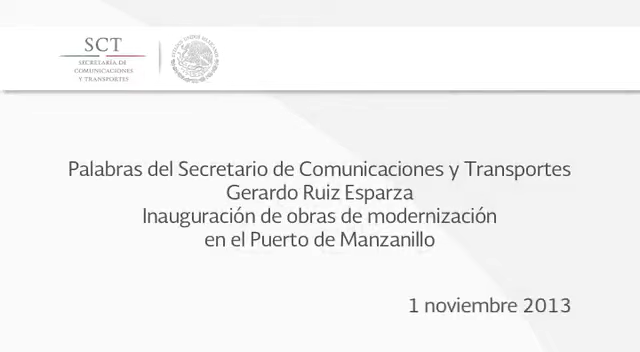 SCT
SECRETARÍA DE
COMUNICACIONES
Y TRANSPORTES
Palabras del Secretario de Comunicaciones y Transportes
Gerardo Ruiz Esparza
Inauguración de obras de modernización
en el Puerto de Manzanillo
1 noviembre 2013